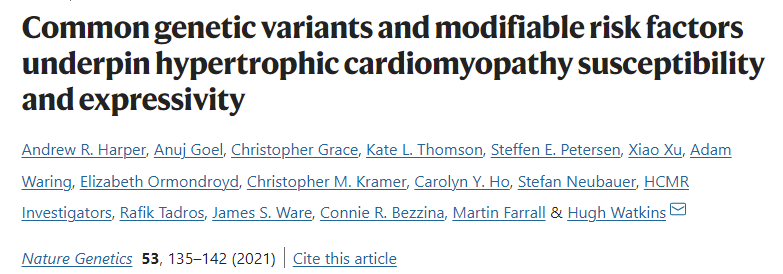 Common genetic variants and modifiable risk factors
underpin hypertrophic cardiomyopathy susceptibility
and expressivity
Andrew R. Harper, Anuj Goel, Christopher Grace, Kate L. Thomson, Steffen E. Petersen, Xiao Xu, Adam
Waring, Elizabeth Ormondroyd, Christopher M. Kramer, Carolyn Y. Ho, Stefan Neubauer, HCMR
Investigators, Rafik Tadros, James S. Ware, Connie R. Bezzina, Martin Farrall & Hugh Watkins
Nature Genetics 53, 135–142 (2021) Cite this article